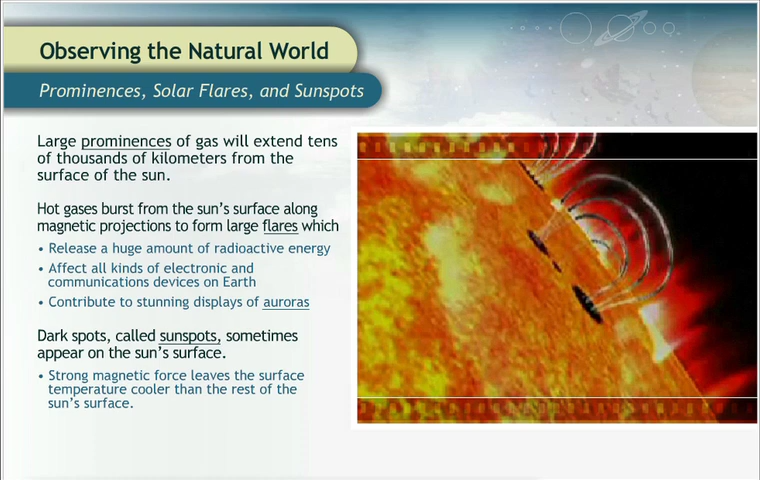 Observing the Natural World
Prominences, Solar Flares, and Sunspots
Large prominences of gas will extend tens
of thousands of kilometers from the
surface of the sun.
Hot gases burst from the sun's surface along
magnetic projections to form large flares which
• Release a huge amount of radioactive energy
• Affect all kinds of electronic and
communications devices on Earth
• Contribute to stunning displays of auroras
Dark spots, called sunspots, sometimes
appear on the sun's surface.
• Strong magnetic force leaves the surface
temperature cooler than the rest of the
sun's surface.